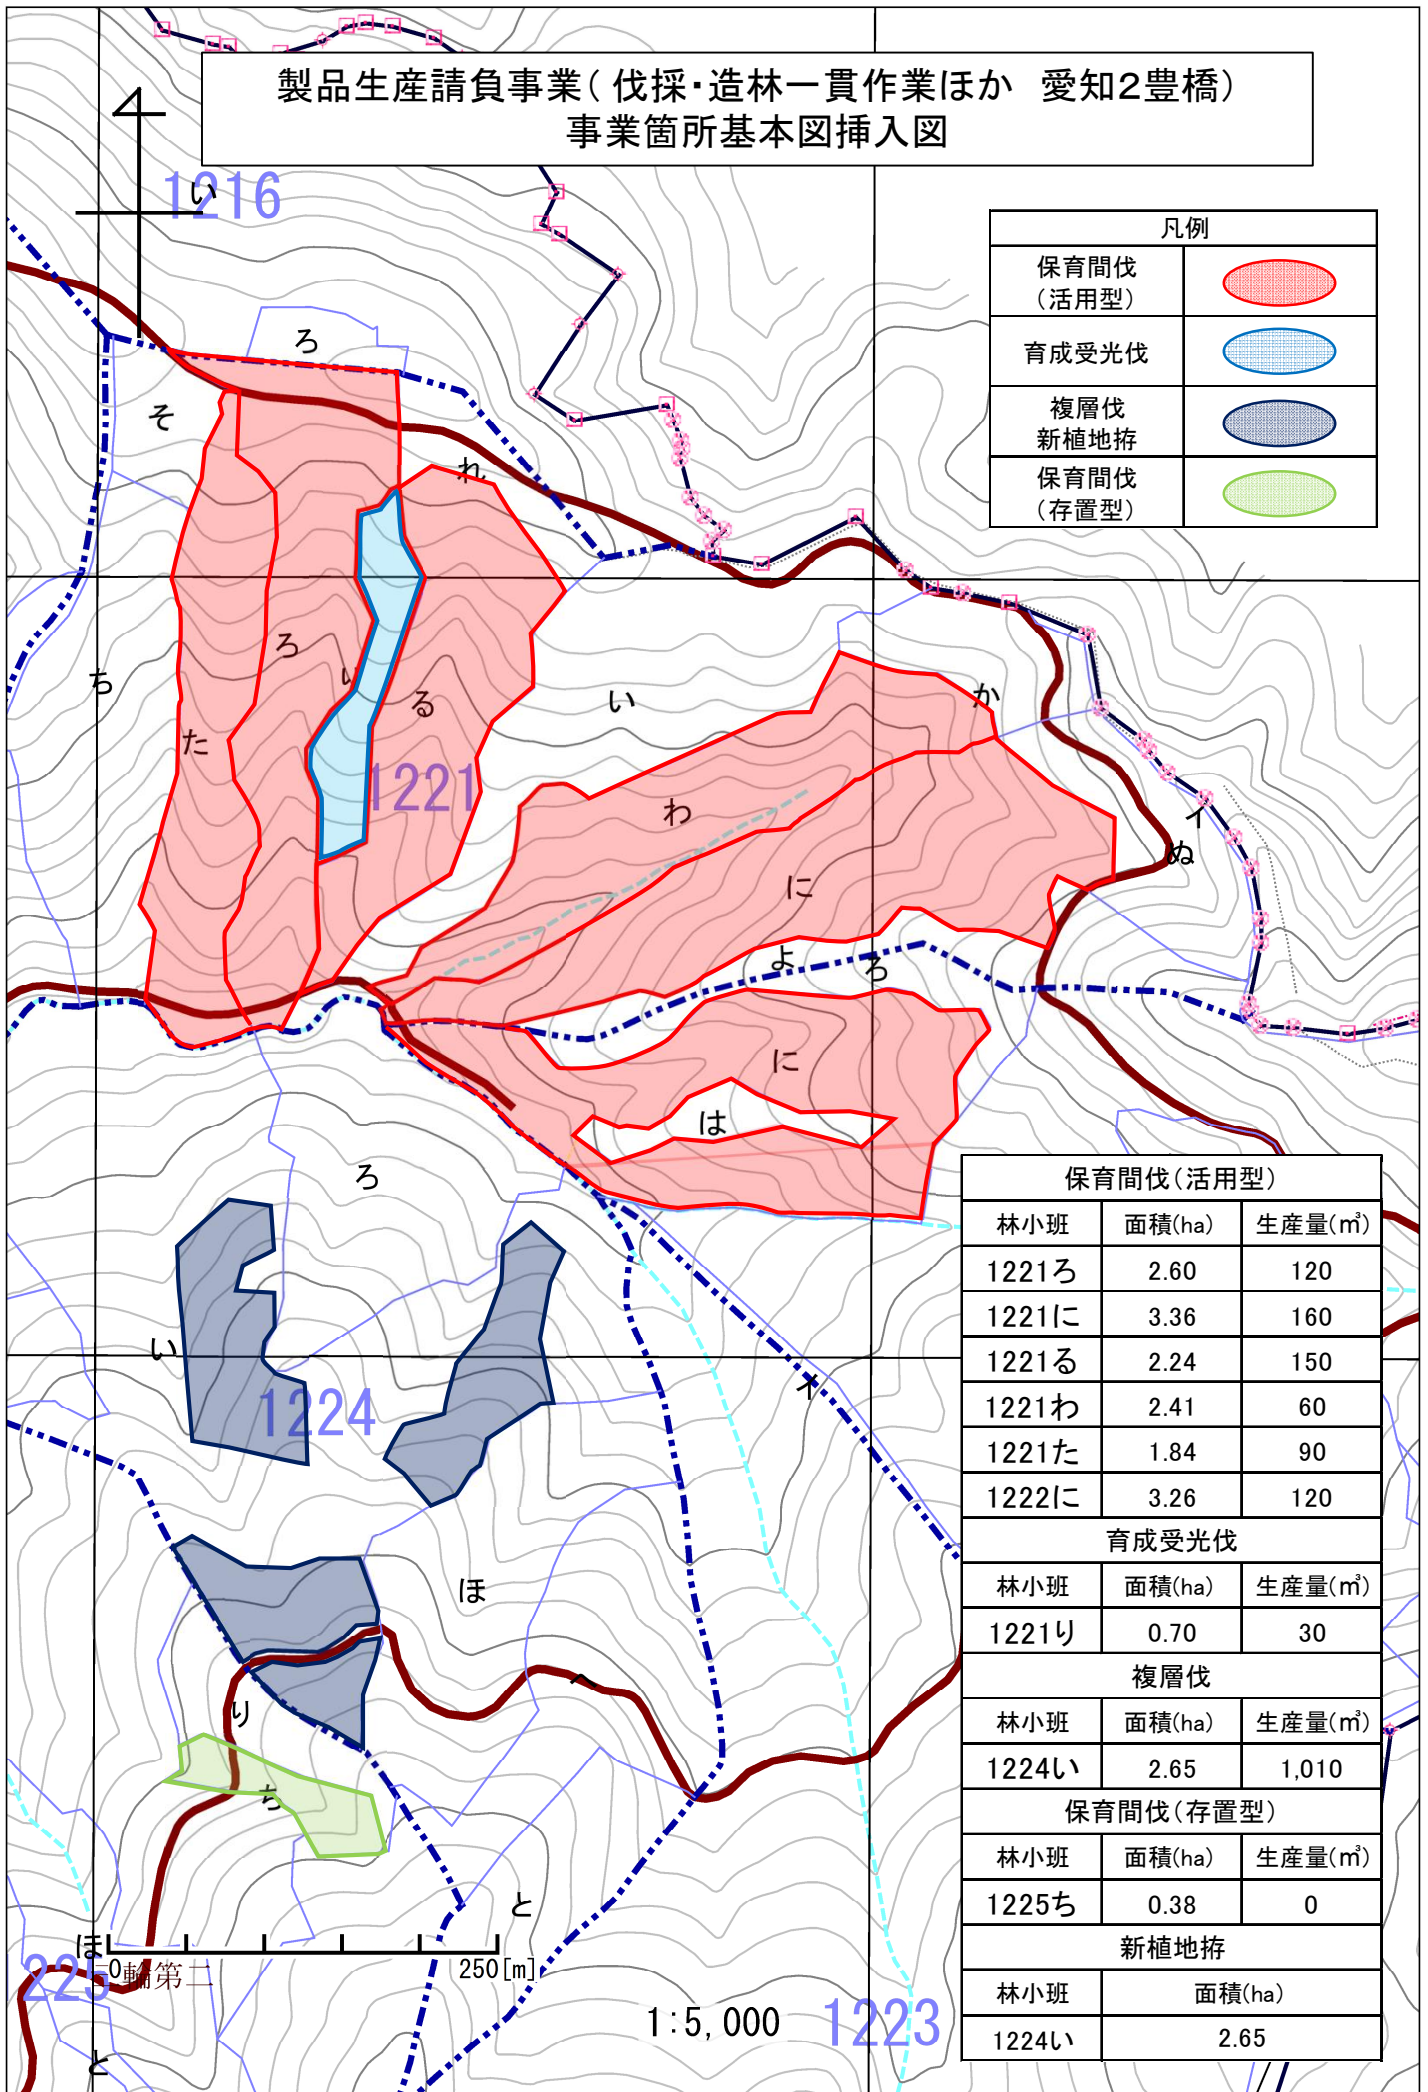 製品生産請負事業(伐採・造林一貫作業ほか 愛知2豊橋)
事業箇所基本図挿入図
1216
い
凡例
保育間伐
(活用型)
育成受光伐
複層伐
新植地拵
保育間伐
(存置型)
ろ
そ
れ
ろ
り
る
ち
た
い
か
1221
わ
イ
ぬ
に
よ
ろ
に
は
ろ
い
1224
イ
ほ
へ
り
ち
と
ほ
225
輪第二
と
0
250[m]
1:5,000
1223
保育間伐(活用型)
林小班 面積(ha) 生産量(㎥)
1221ろ 2.60 120
1221に 3.36 160
1221る 2.24 150
1221わ 2.41 60
1221た 1.84 90
1222に 3.26 120
育成受光伐
林小班 面積(ha) 生産量(㎥)
1221り 0.70 30
複層伐
林小班 面積(ha) 生産量(㎥)
1224い 2.65 1,010
保育間伐(存置型)
林小班 面積(ha) 生産量(㎥)
1225ち 0.38 0
新植地拵
林小班 面積(ha)
1224い 2.65